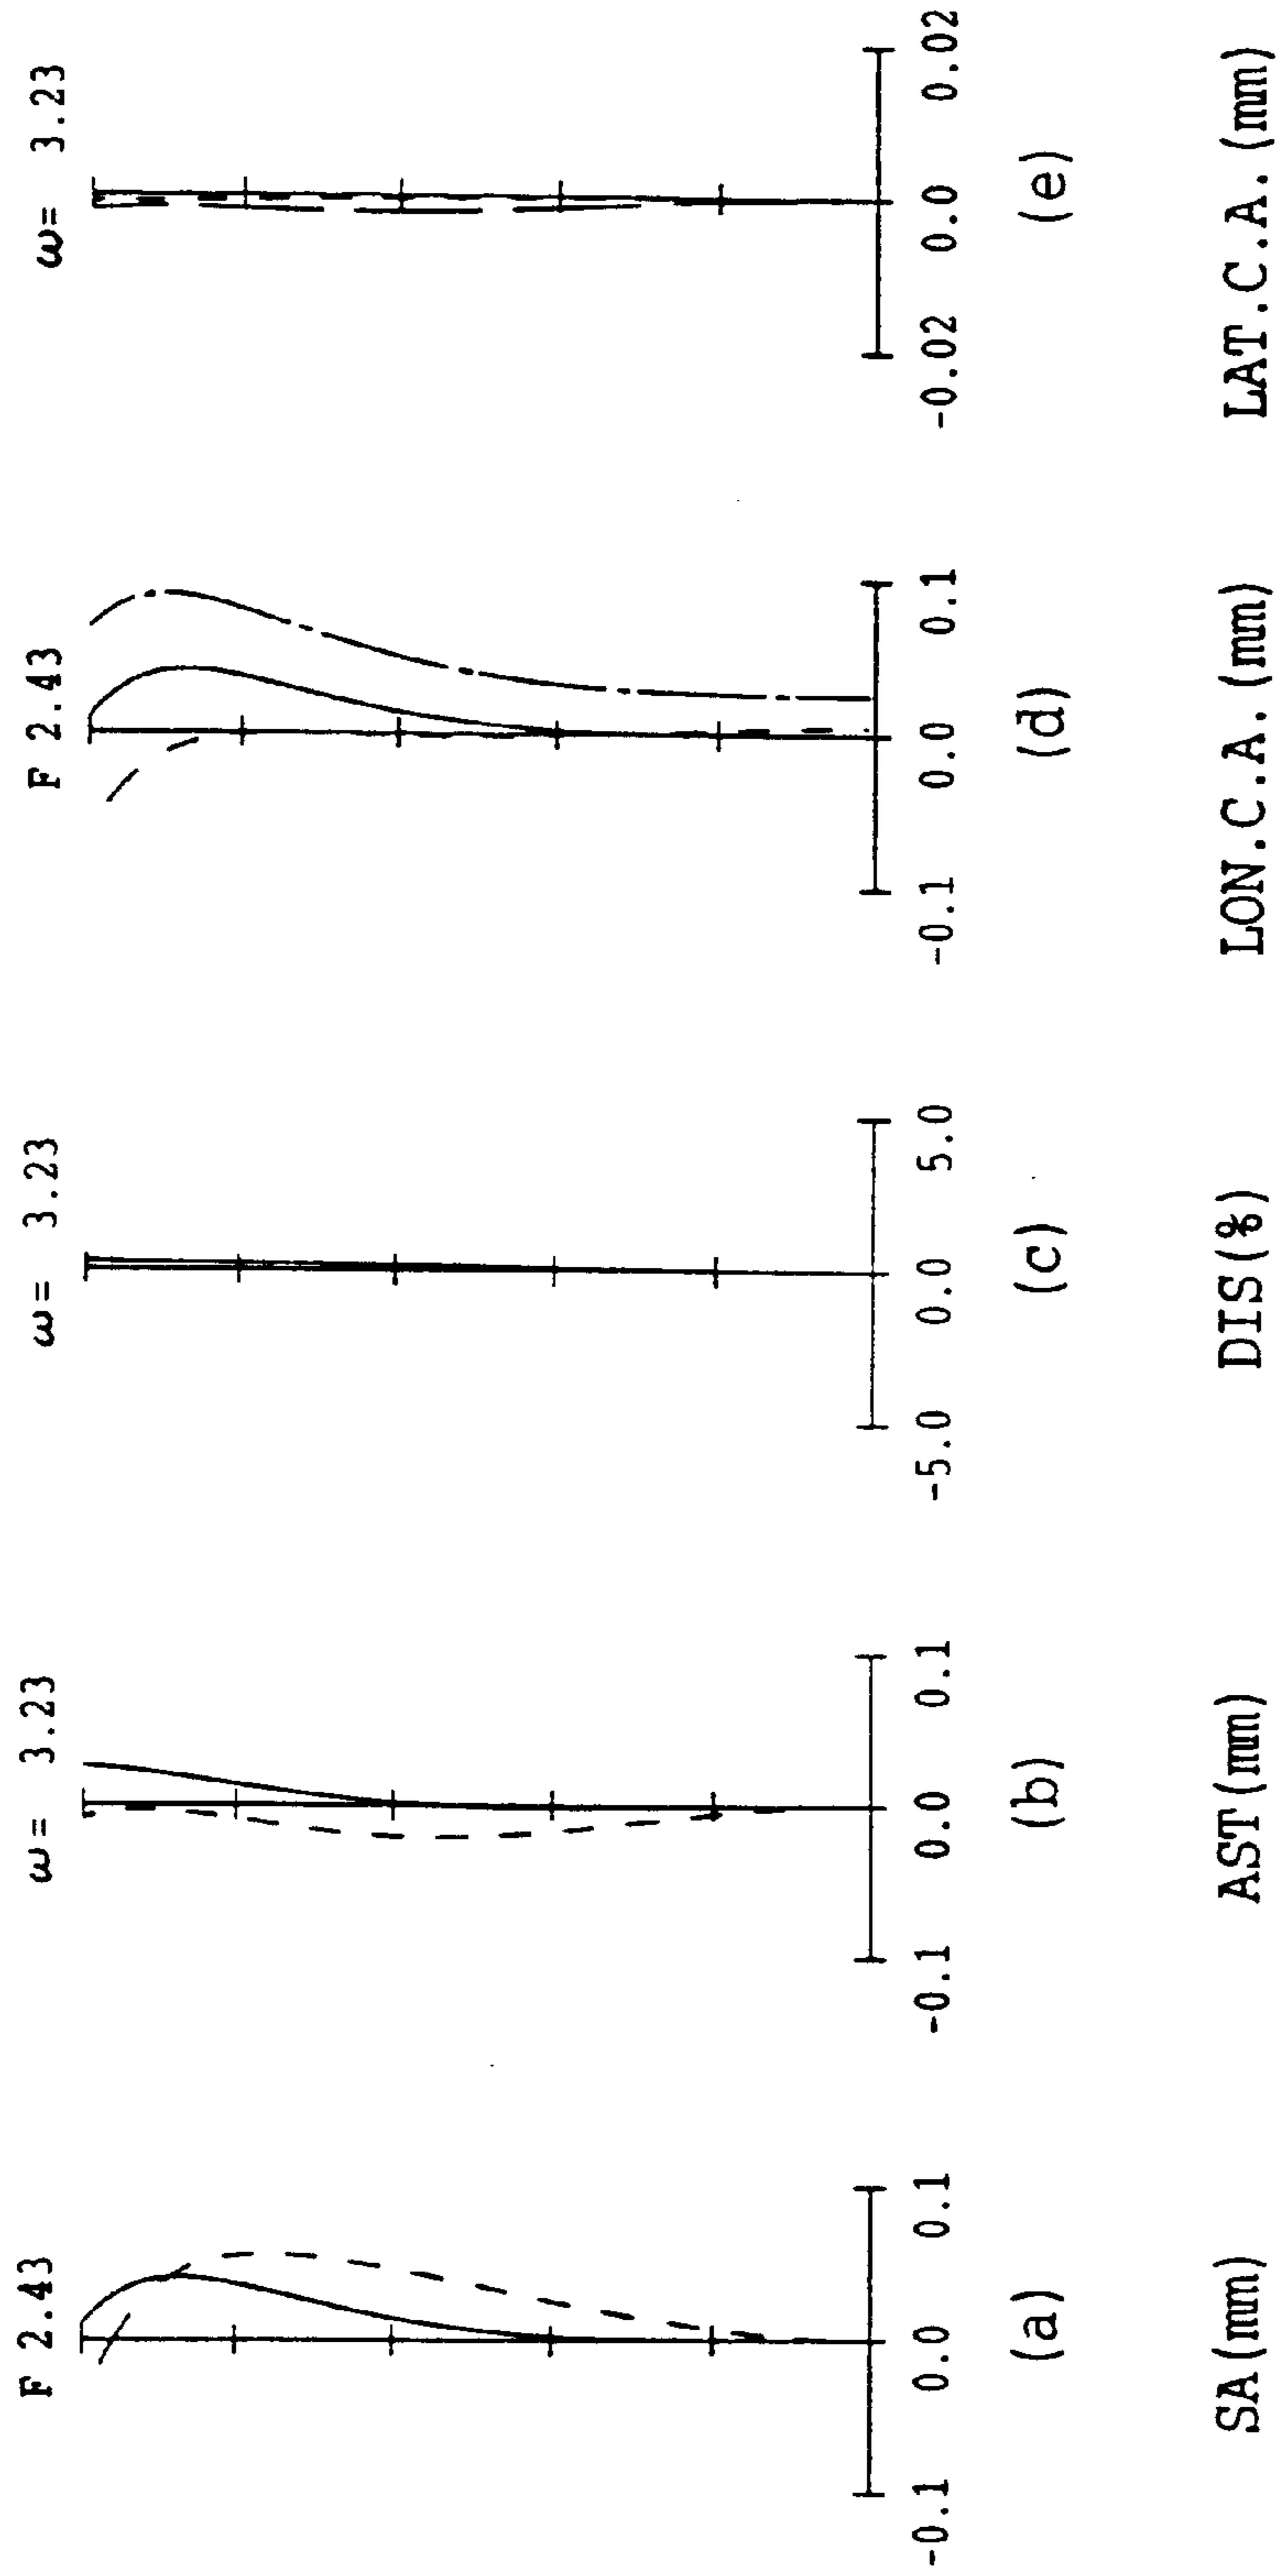 F 2.43
-0.1 0.0 0.1
(a)
SA(mm)
ω= 3.23
-0.1 0.0 0.1
(b)
AST(mm)
ω= 3.23
-5.0 0.0 5.0
(c)
DIS(%)
F 2.43
-0.1 0.0 0.1
(d)
LON.C.A.(mm)
ω= 3.23
-0.02 0.0 0.02
(e)
LAT.C.A.(mm)